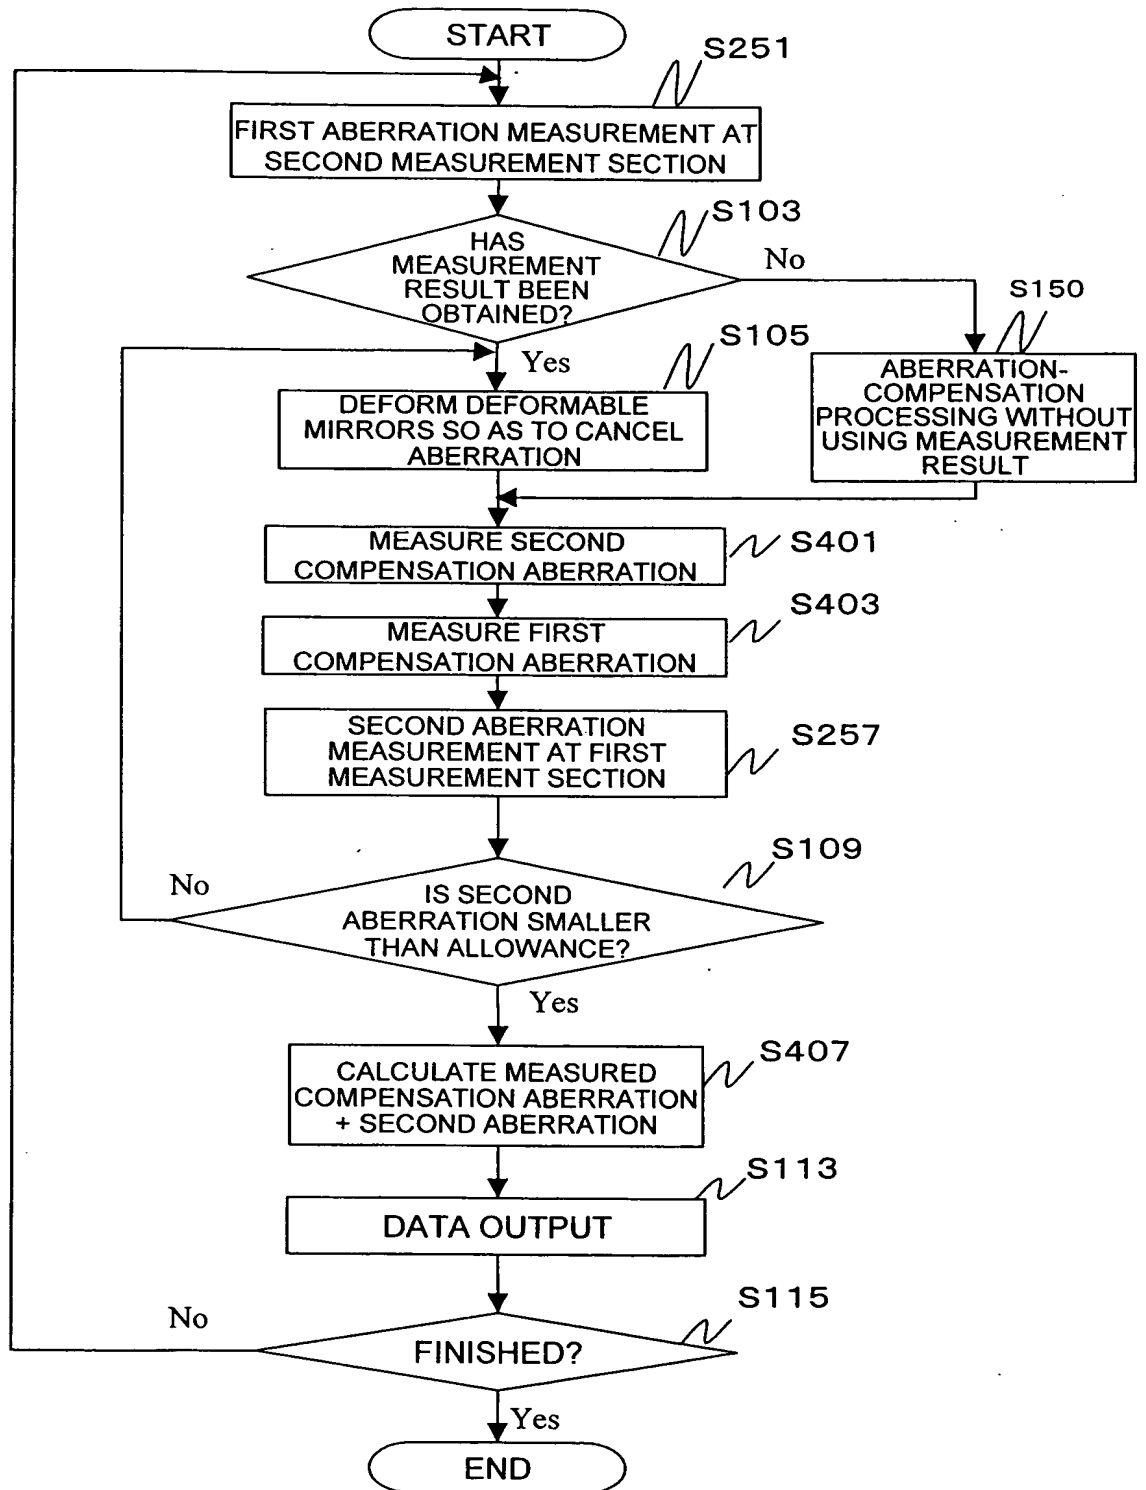 START
S251
FIRST ABERRATION MEASUREMENT AT
SECOND MEASUREMENT SECTION
S103
HAS
MEASUREMENT
RESULT BEEN
OBTAINED?
No
S150
Yes
S105
ABERRATION-
COMPENSATION
PROCESSING WITHOUT
USING MEASUREMENT
RESULT
DEFORM DEFORMABLE
MIRRORS SO AS TO CANCEL
ABERRATION
MEASURE SECOND
COMPENSATION ABERRATION
S401
MEASURE FIRST
COMPENSATION ABERRATION
S403
SECOND ABERRATION
MEASUREMENT AT FIRST
MEASUREMENT SECTION
S257
S109
No
IS SECOND
ABERRATION SMALLER
THAN ALLOWANCE?
Yes
S407
CALCULATE MEASURED
COMPENSATION ABERRATION
+ SECOND ABERRATION
S113
DATA OUTPUT
S115
No
FINISHED?
Yes
END